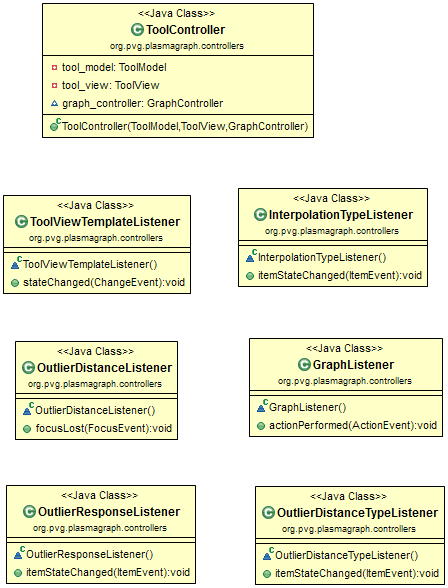 <<Java Class>>
ToolController
org.pvg.plasmagraph.controllers
tool_model: ToolModel
tool_view: ToolView
graph_controller: GraphController
ToolController(ToolModel,ToolView,GraphController)
<<Java Class>>
ToolViewTemplateListener
org.pvg.plasmagraph.controllers
ToolViewTemplateListener()
stateChanged(ChangeEvent):void
<<Java Class>>
InterpolationTypeListener
org.pvg.plasmagraph.controllers
InterpolationTypeListener()
itemStateChanged(ItemEvent):void
<<Java Class>>
OutlierDistanceListener
org.pvg.plasmagraph.controllers
OutlierDistanceListener()
focusLost(FocusEvent):void
<<Java Class>>
GraphListener
org.pvg.plasmagraph.controllers
GraphListener()
actionPerformed(ActionEvent):void
<<Java Class>>
OutlierResponseListener
org.pvg.plasmagraph.controllers
OutlierResponseListener()
itemStateChanged(ItemEvent):void
<<Java Class>>
OutlierDistanceTypeListener
org.pvg.plasmagraph.controllers
OutlierDistanceTypeListener()
itemStateChanged(ItemEvent):void